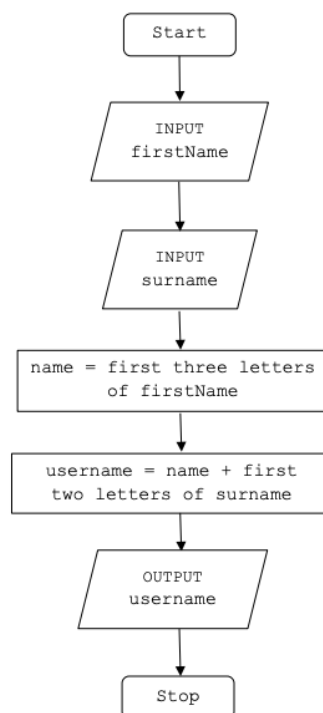 Start
INPUT
firstName
INPUT
surname
name = first three letters
of firstName
username = name + first
two letters of surname
OUTPUT
username
Stop